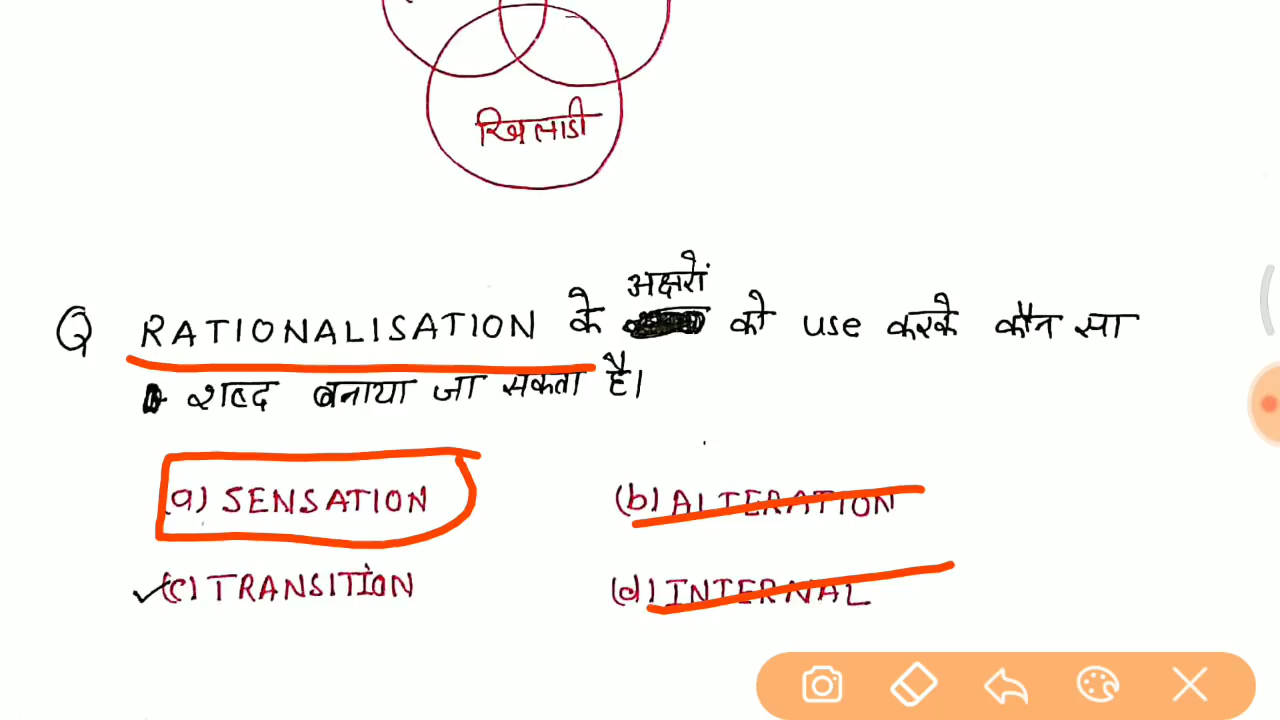 खिलाडी
Q RATIONALISATION के अक्षरों को use करके कौन सा
शब्द बनाया जा सकता है।
(a) SENSATION (b) ALTERATION
(c) TRANSITION (d) INTERNAL